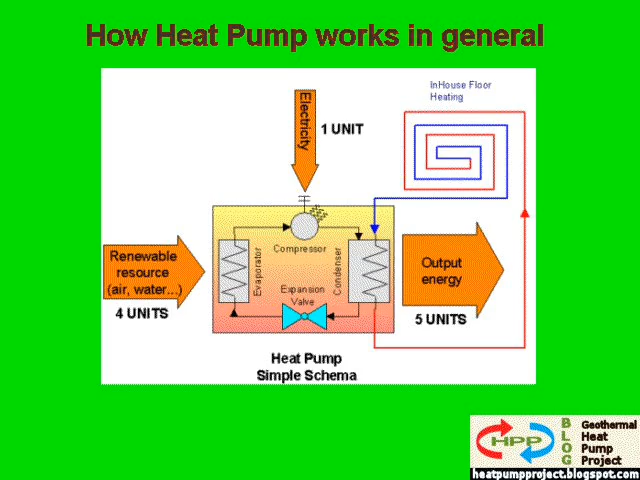 How Heat Pump works in general
InHouse Floor
Heating
Electricity
1 UNIT
Compressor
Evaporator
Condenser
Expansion
Valve
Renewable
resource
(air, water...)
4 UNITS
Output
energy
5 UNITS
Heat Pump
Simple Schema
HPP
BLOG
Geothermal
Heat
Pump
Project
heatpumpproject.blogspot.com